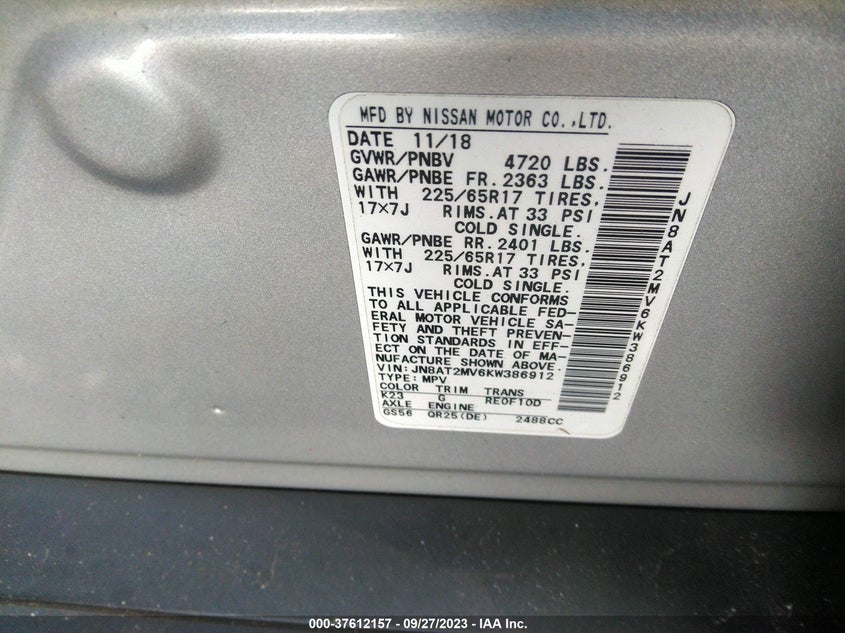 MFD BY NISSAN MOTOR CO.,LTD.
DATE 11/18
GVWR/PNBV 4720 LBS.
GAWR/PNBE FR. 2363 LBS.
WITH 225/65R17 TIRES,
17×7J RIMS.AT 33 PSI
COLD SINGLE.
GAWR/PNBE RR. 2401 LBS.
WITH 225/65R17 TIRES,
17×7J RIMS.AT 33 PSI
COLD SINGLE.
THIS VEHICLE CONFORMS
TO ALL APPLICABLE FED-
ERAL MOTOR VEHICLE SA-
FETY AND THEFT PREVEN-
TION STANDARDS IN EFF-
ECT ON THE DATE OF MA-
NUFACTURE SHOWN ABOVE.
VIN: JN8AT2MV6KW386912
TYPE: MPV
COLOR TRIM TRANS
K23 G RE0F10D
AXLE ENGINE
GS56 QR25(DE) 2488CC
JN8AT2MV6KW386912
000-37612157 - 09/27/2023 - IAA Inc.